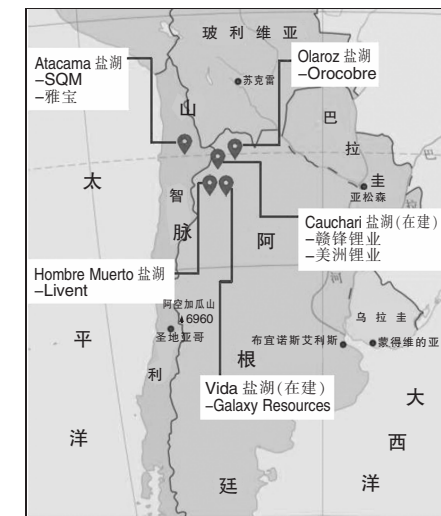 玻利维亚
Atacama 盐湖
–SQM
–雅宝
Olaroz 盐湖
–Orocobre
苏克雷
山
巴
拉
圭
亚松森
太
智
脉
阿
Cauchari 盐湖(在建)
–赣锋锂业
–美洲锂业
Hombre Muerto 盐湖
–Livent
阿空加瓜山
6960
圣地亚哥
乌拉圭
布宜诺斯艾利斯
蒙得维的亚
平
利
根
Vida 盐湖(在建)
–Galaxy Resources
大
西
洋
洋
廷